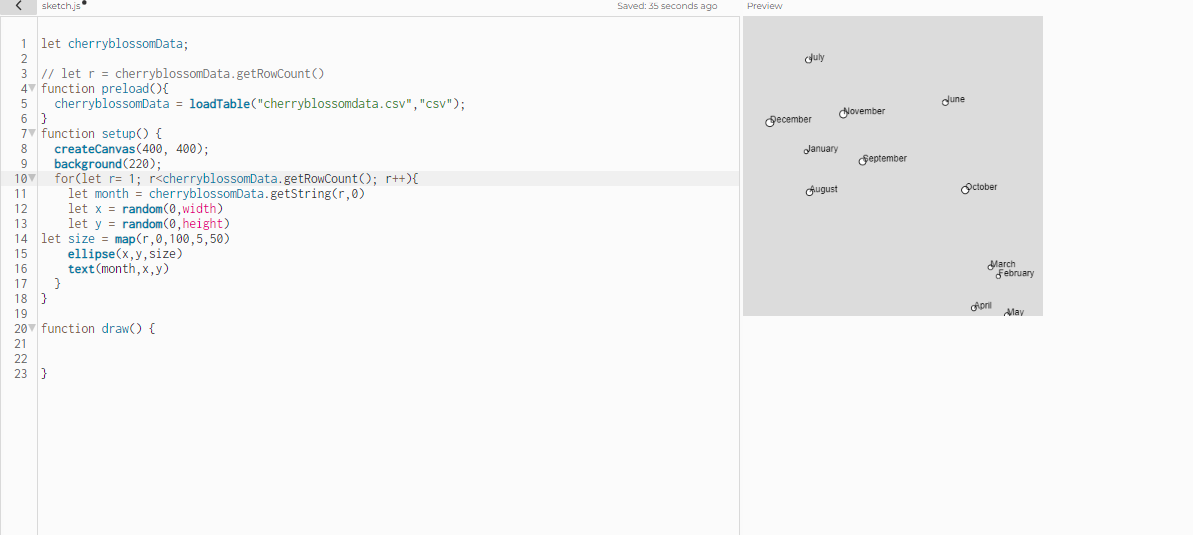 sketch.js
Saved: 35 seconds ago
Preview
1 let cherryblossomData;
2
3 // let r = cherryblossomData.getRowCount()
4 function preload(){
5 cherryblossomData = loadTable("cherryblossomdata.csv","csv");
6 }
7 function setup() {
8 createCanvas(400, 400);
9 background(220);
10 for(let r= 1; r<cherryblossomData.getRowCount(); r++){
11 let month = cherryblossomData.getString(r,0)
12 let x = random(0,width)
13 let y = random(0,height)
14 let size = map(r,0,100,5,50)
15 ellipse(x,y,size)
16 text(month,x,y)
17 }
18 }
19
20 function draw() {
21
22
23 }
July
June
November
December
January
September
August
October
March
February
April
May